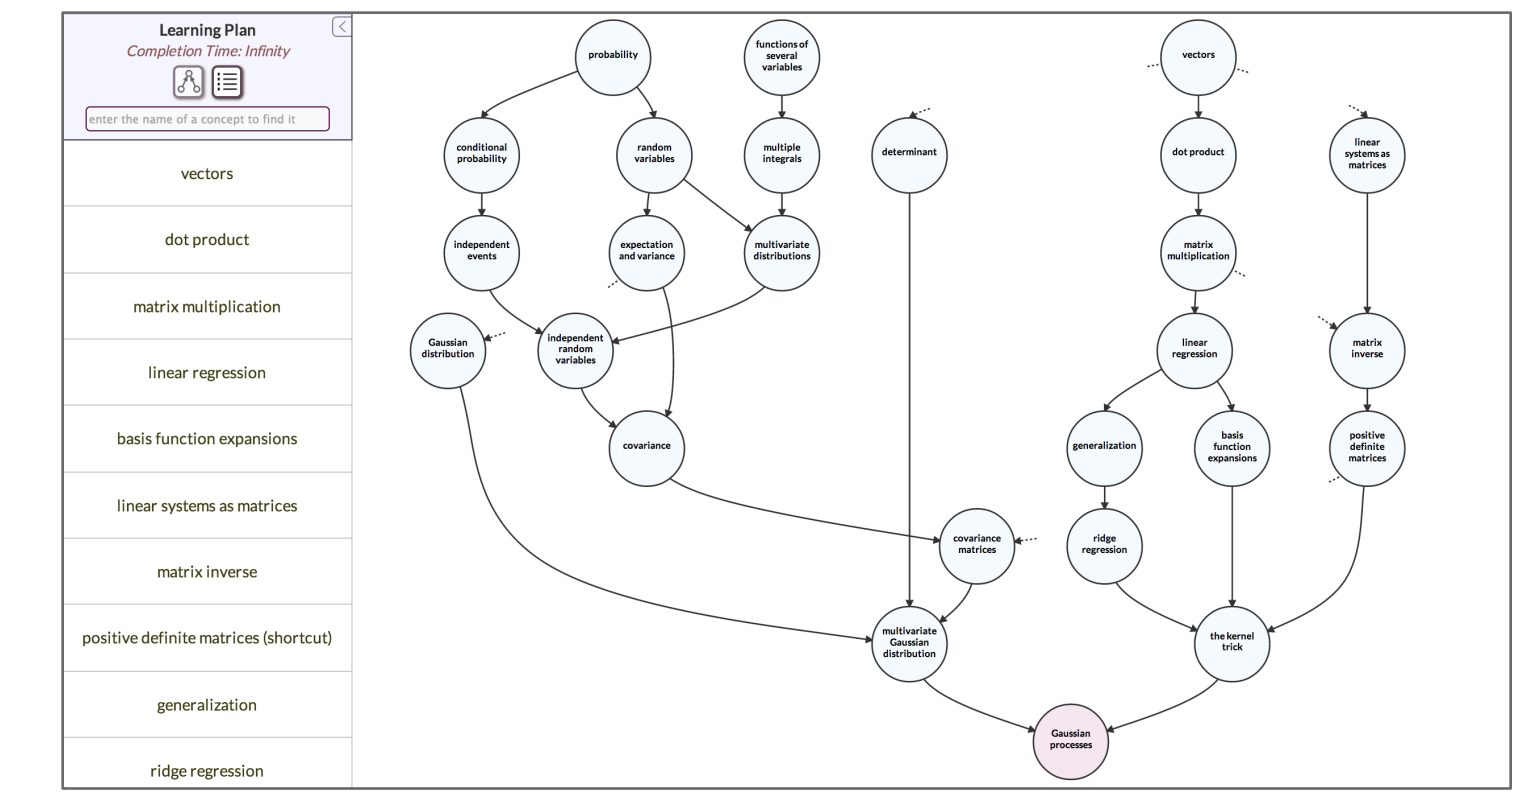 Learning Plan
Completion Time: Infinity
enter the name of a concept to find it
vectors
dot product
matrix multiplication
linear regression
basis function expansions
linear systems as matrices
matrix inverse
positive definite matrices (shortcut)
generalization
ridge regression
probability
functions of
several
variables
vectors
conditional
probability
random
variables
multiple
integrals
determinant
dot product
linear
systems as
matrices
independent
events
expectation
and variance
multivariate
distributions
matrix
multiplication
Gaussian
distribution
independent
random
variables
linear
regression
matrix
inverse
covariance
generalization
basis
function
expansions
positive
definite
matrices
covariance
matrices
ridge
regression
multivariate
Gaussian
distribution
the kernel
trick
Gaussian
processes